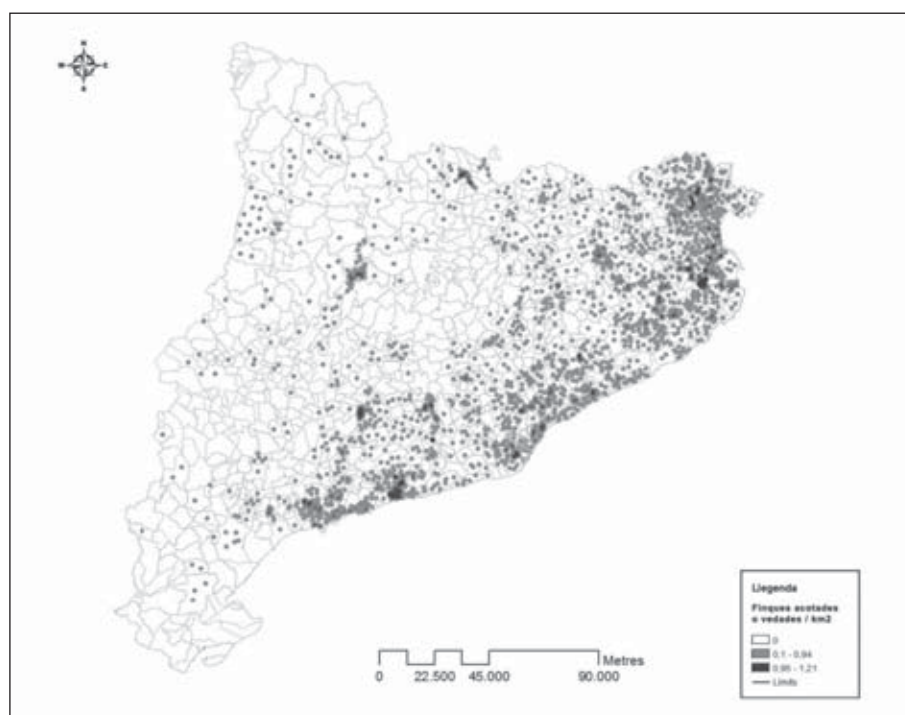 N
W E
S
Llegenda
Finques acotades
o vedades / km2
0
0,1 - 0,94
0,95 - 1,21
Límits
Metres
0 22.500 45.000 90.000